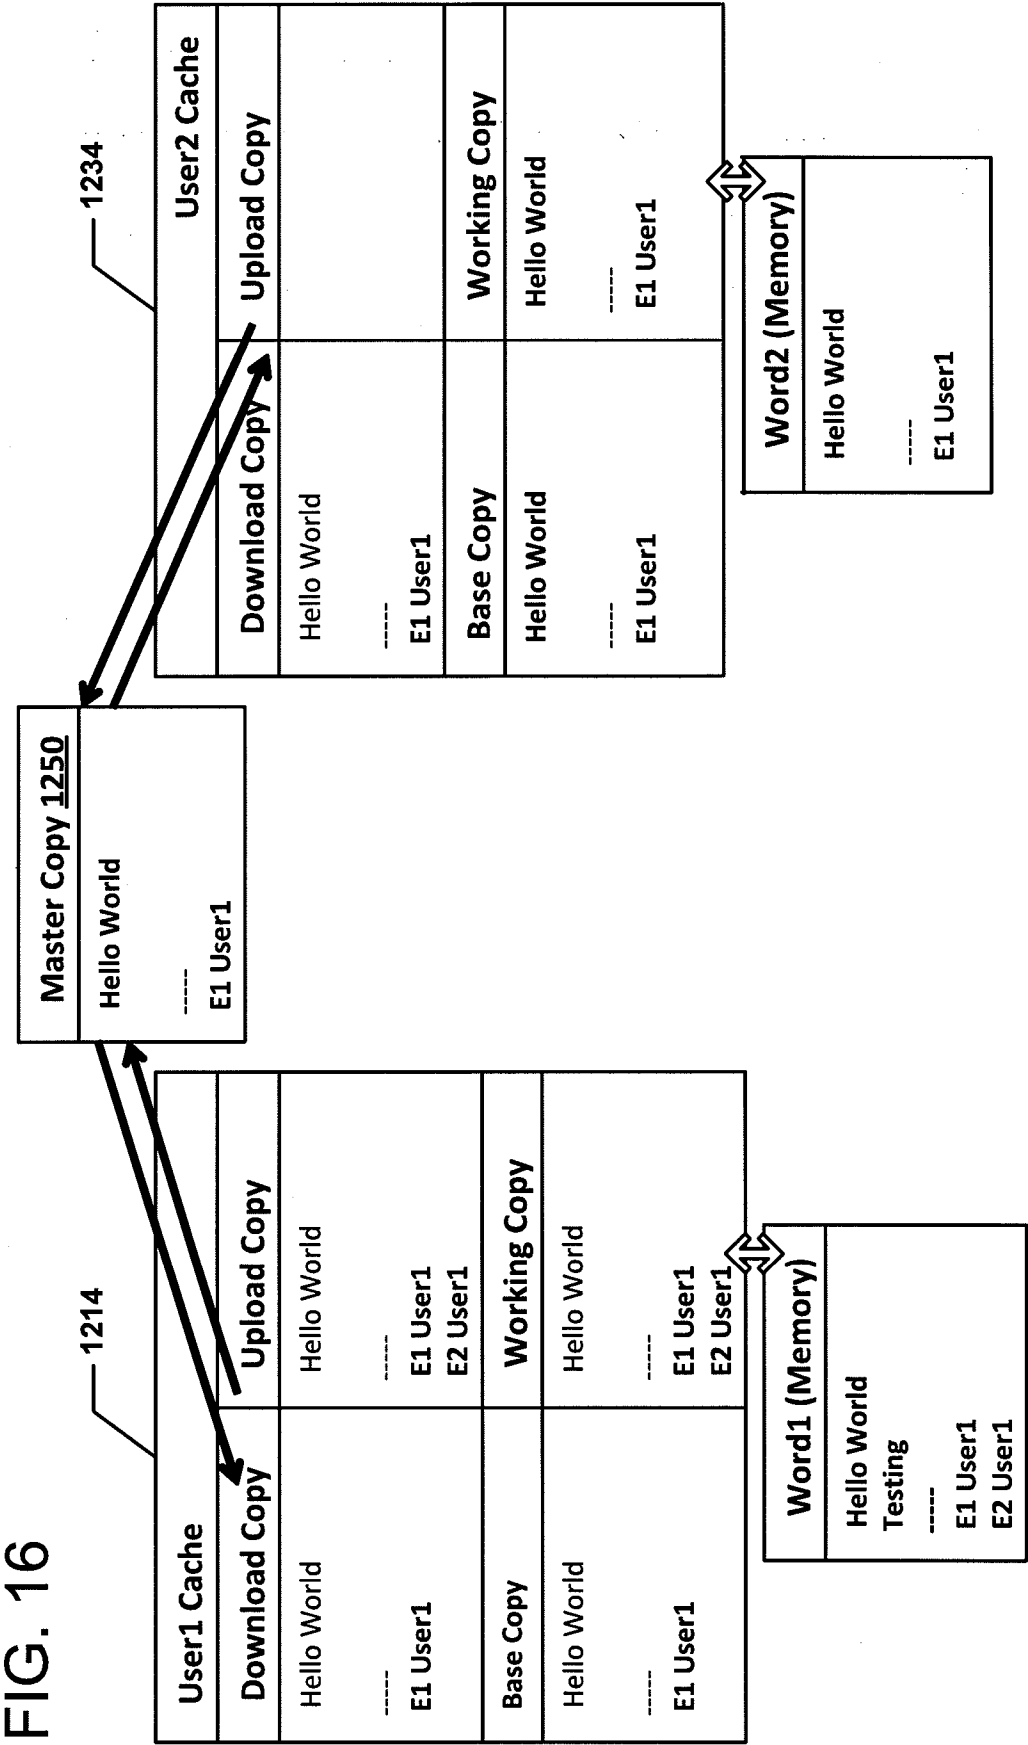 FIG. 16
1214
User1 Cache
Download Copy
Hello World
-----
E1 User1
Upload Copy
Hello World
-----
E1 User1
E2 User1
Base Copy
Hello World
-----
E1 User1
Working Copy
Hello World
-----
E1 User1
E2 User1
Word1 (Memory)
Hello World
Testing
-----
E1 User1
E2 User1
Master Copy 1250
Hello World
-----
E1 User1
1234
User2 Cache
Download Copy
Hello World
-----
E1 User1
Upload Copy
Base Copy
Hello World
-----
E1 User1
Working Copy
Hello World
-----
E1 User1
Word2 (Memory)
Hello World
-----
E1 User1